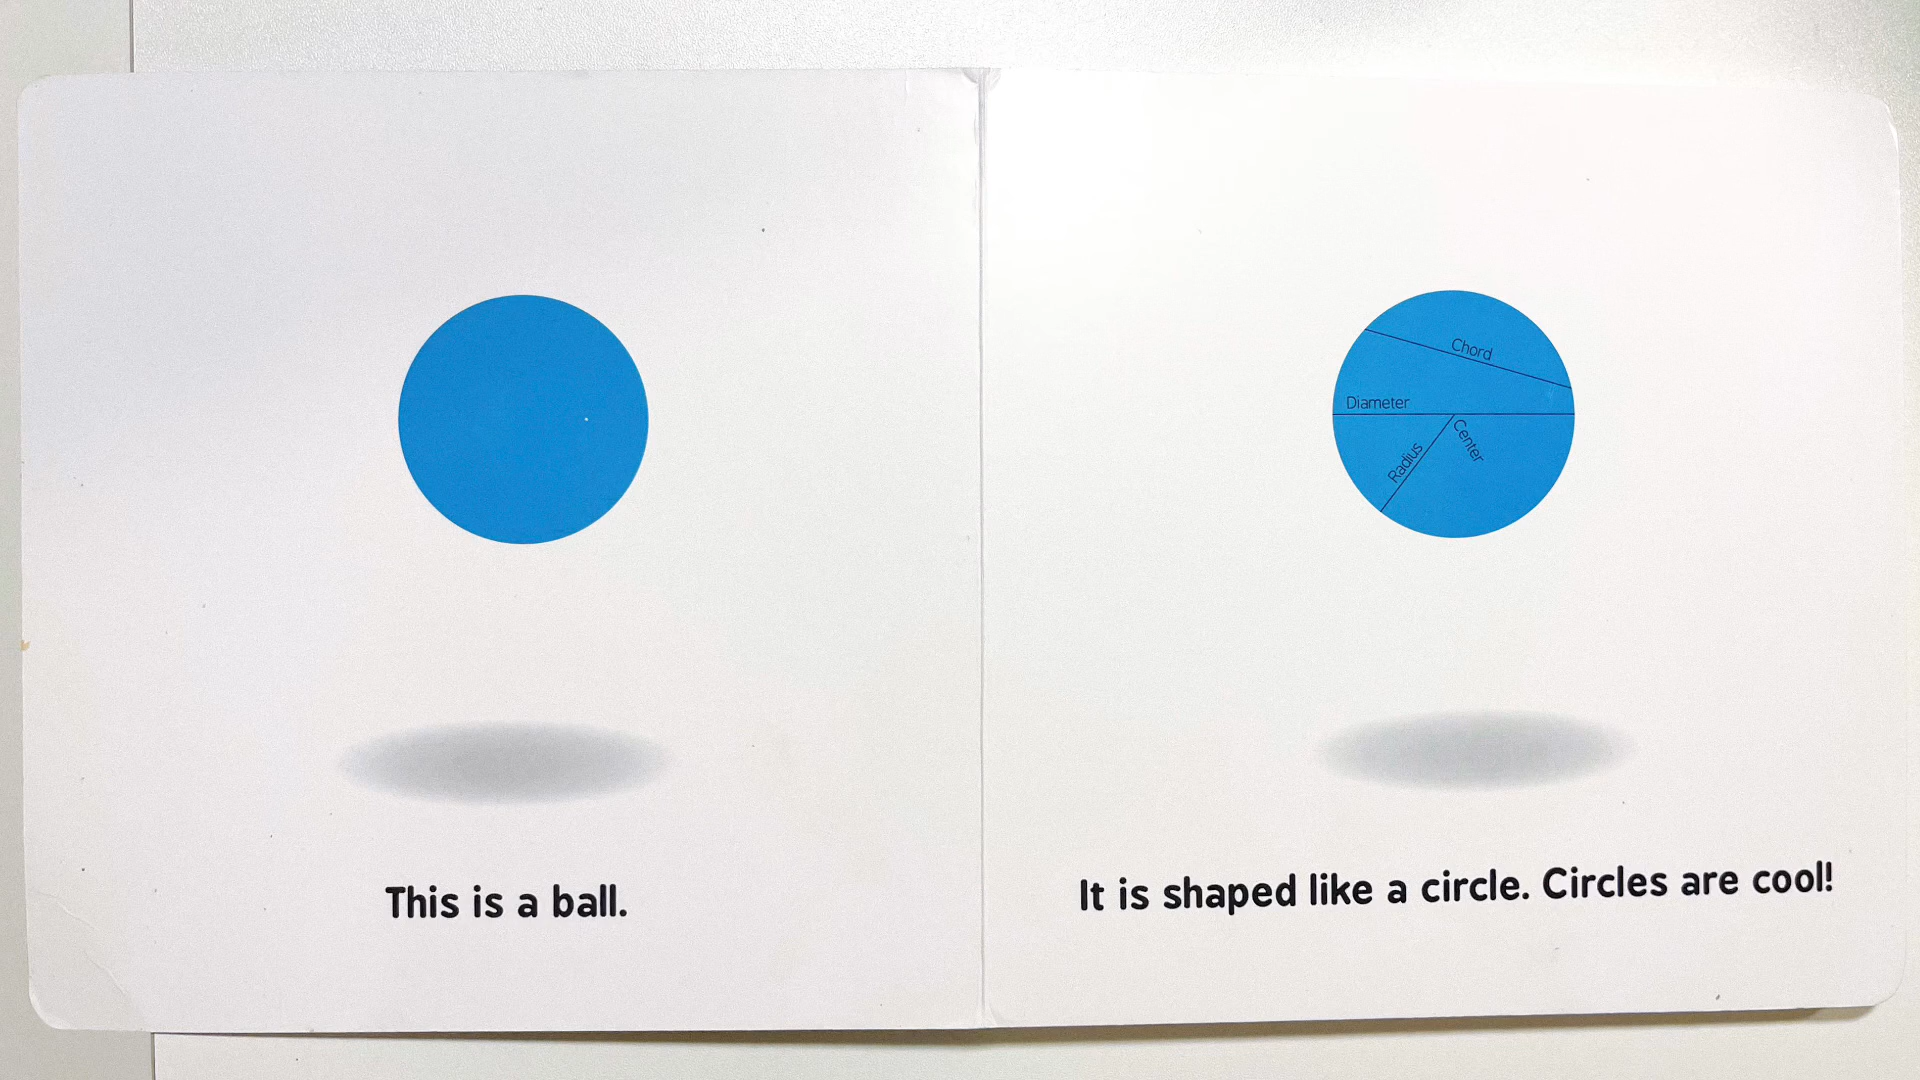 This is a ball.
Chord
Diameter
Center
Radius
It is shaped like a circle. Circles are cool!